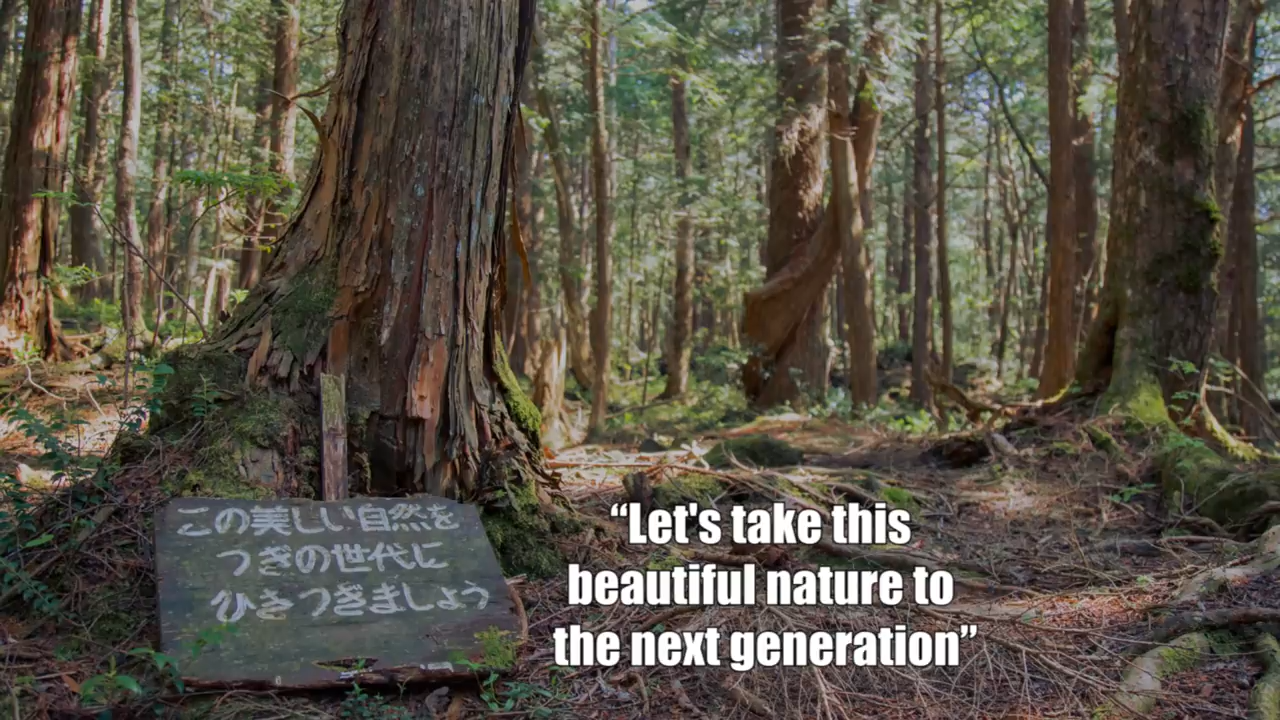 この美しい自然を
つぎの世代に
ひきつぎましょう
“Let's take this
beautiful nature to
the next generation”